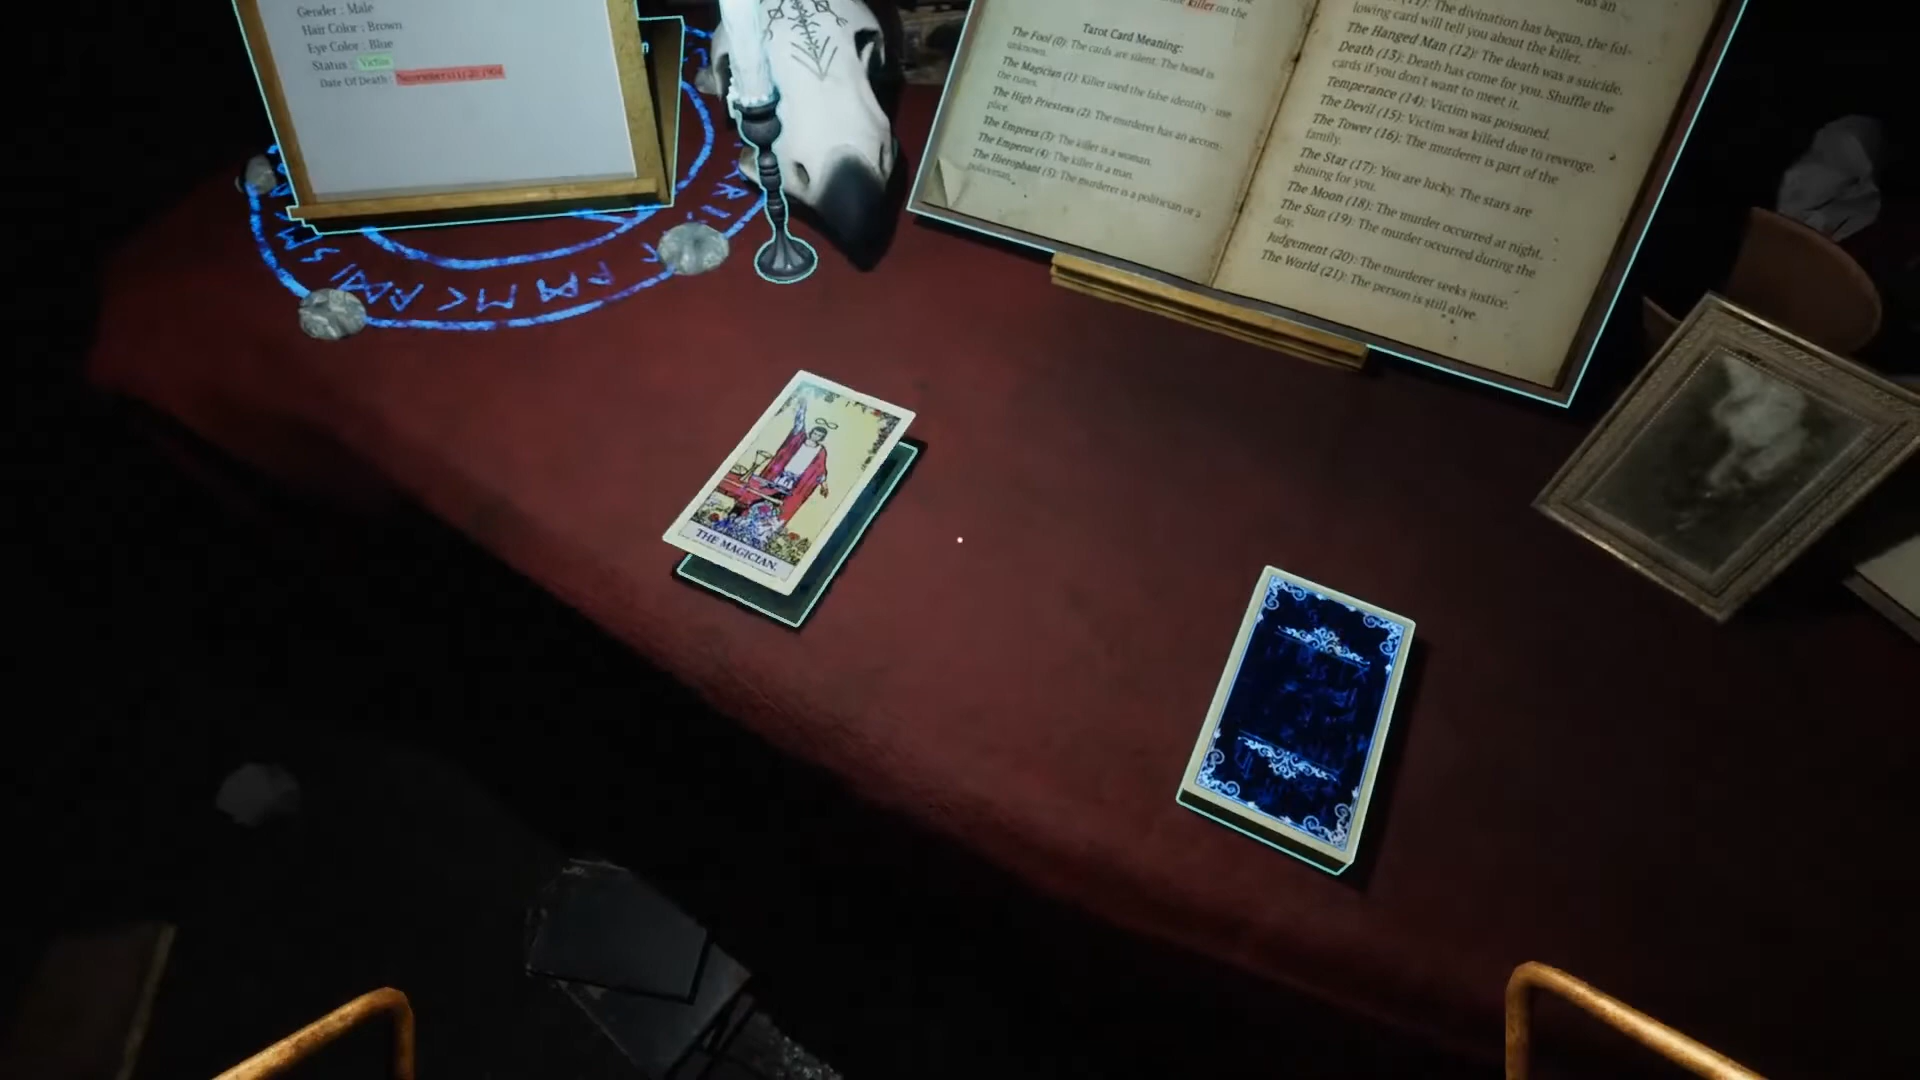 Gender : Male
Hair Color : Brown
Eye Color : Blue
Status : Victim
Date Of Death :
killer on the
Tarot Card Meaning:
The Fool (0): The cards are silent. The bond is
unknown.
The Magician (1): Killer used the false identity - use
the runes.
The High Priestess (2): The murderer has an accom-
plice.
The Empress (3): The killer is a woman.
The Emperor (4): The killer is a man.
The Hierophant (5): The murderer is a politician or a
policeman.
The divination has begun, the fol-
lowing card will tell you about the killer.
The Hanged Man (12): The death was a suicide.
Death (13): Death has come for you. Shuffle the
cards if you don't want to meet it.
Temperance (14): Victim was poisoned.
The Devil (15): Victim was killed due to revenge.
The Tower (16): The murderer is part of the
family.
The Star (17): You are lucky. The stars are
shining for you.
The Moon (18): The murder occurred at night.
The Sun (19): The murder occurred during the
day.
Judgement (20): The murderer seeks justice.
The World (21): The person is still alive.
THE MAGICIAN.